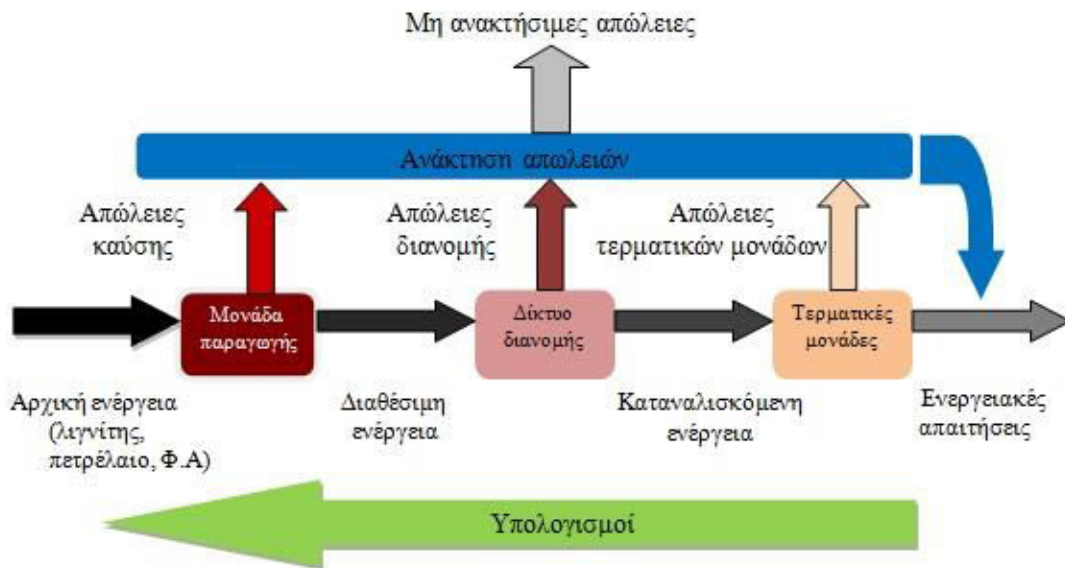 Μη ανακτήσιμες απώλειες
Ανάκτηση απωλειών
Απώλειες
καύσης
Απώλειες
διανομής
Απώλειες
τερματικών μονάδων
Μονάδα
παραγωγής
Δίκτυο
διανομής
Τερματικές
μονάδες
Αρχική ενέργεια
(λιγνίτης,
πετρέλαιο, Φ.Α)
Διαθέσιμη
ενέργεια
Καταναλισκόμενη
ενέργεια
Ενεργειακές
απαιτήσεις
Υπολογισμοί